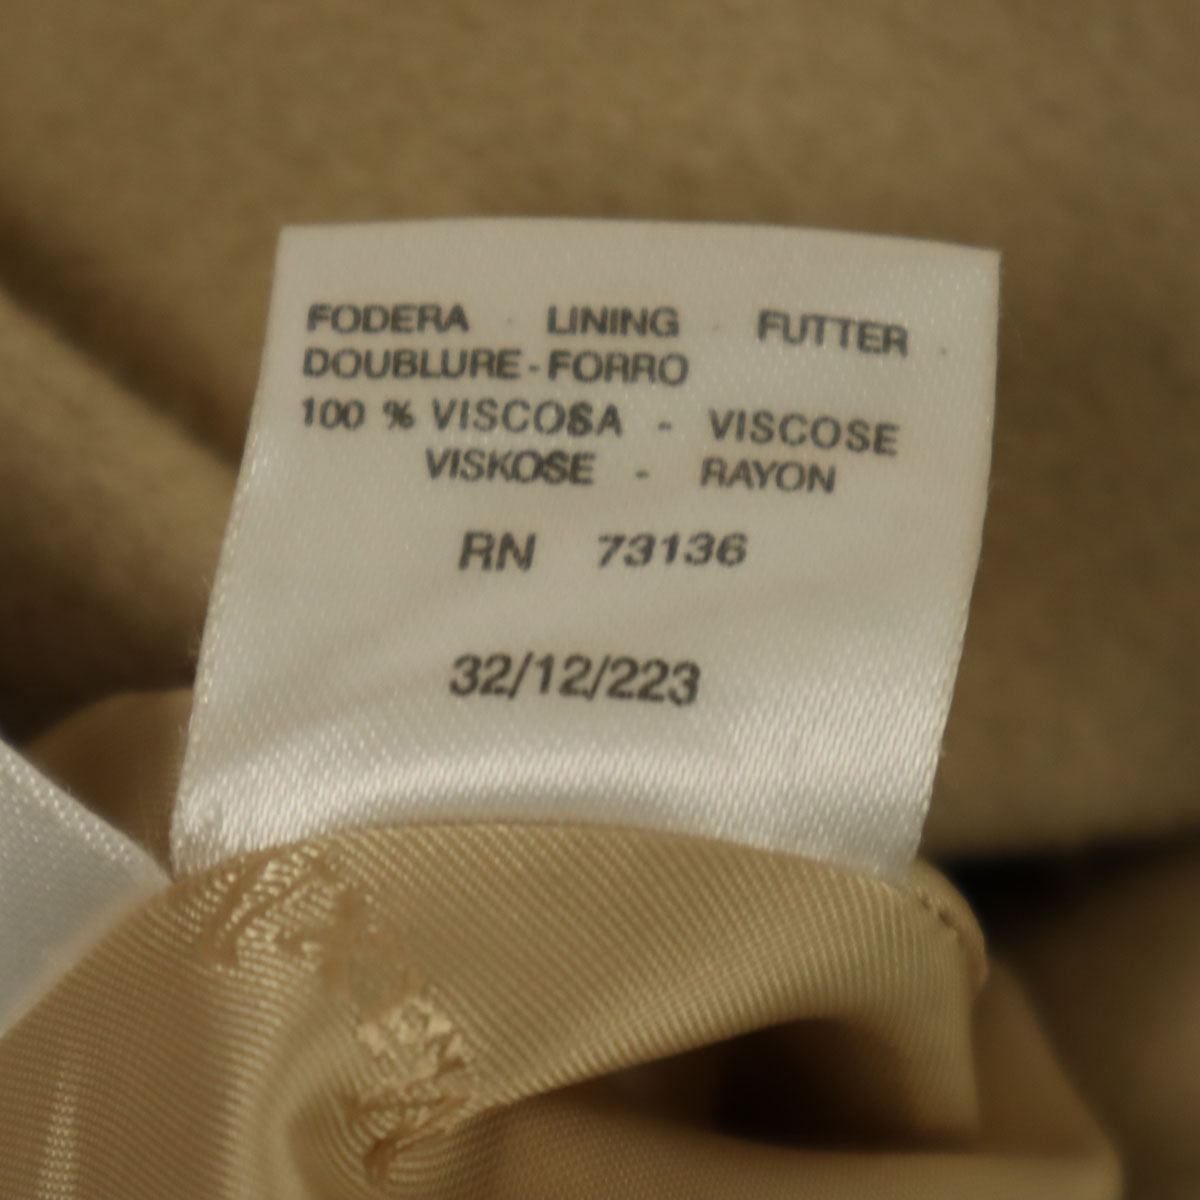 FODERA - LINING - FUTTER -
DOUBLURE - FORRO
100 % VISCOSA - VISCOSE
VISKOSE - RAYON
RN 73136
32/12/223